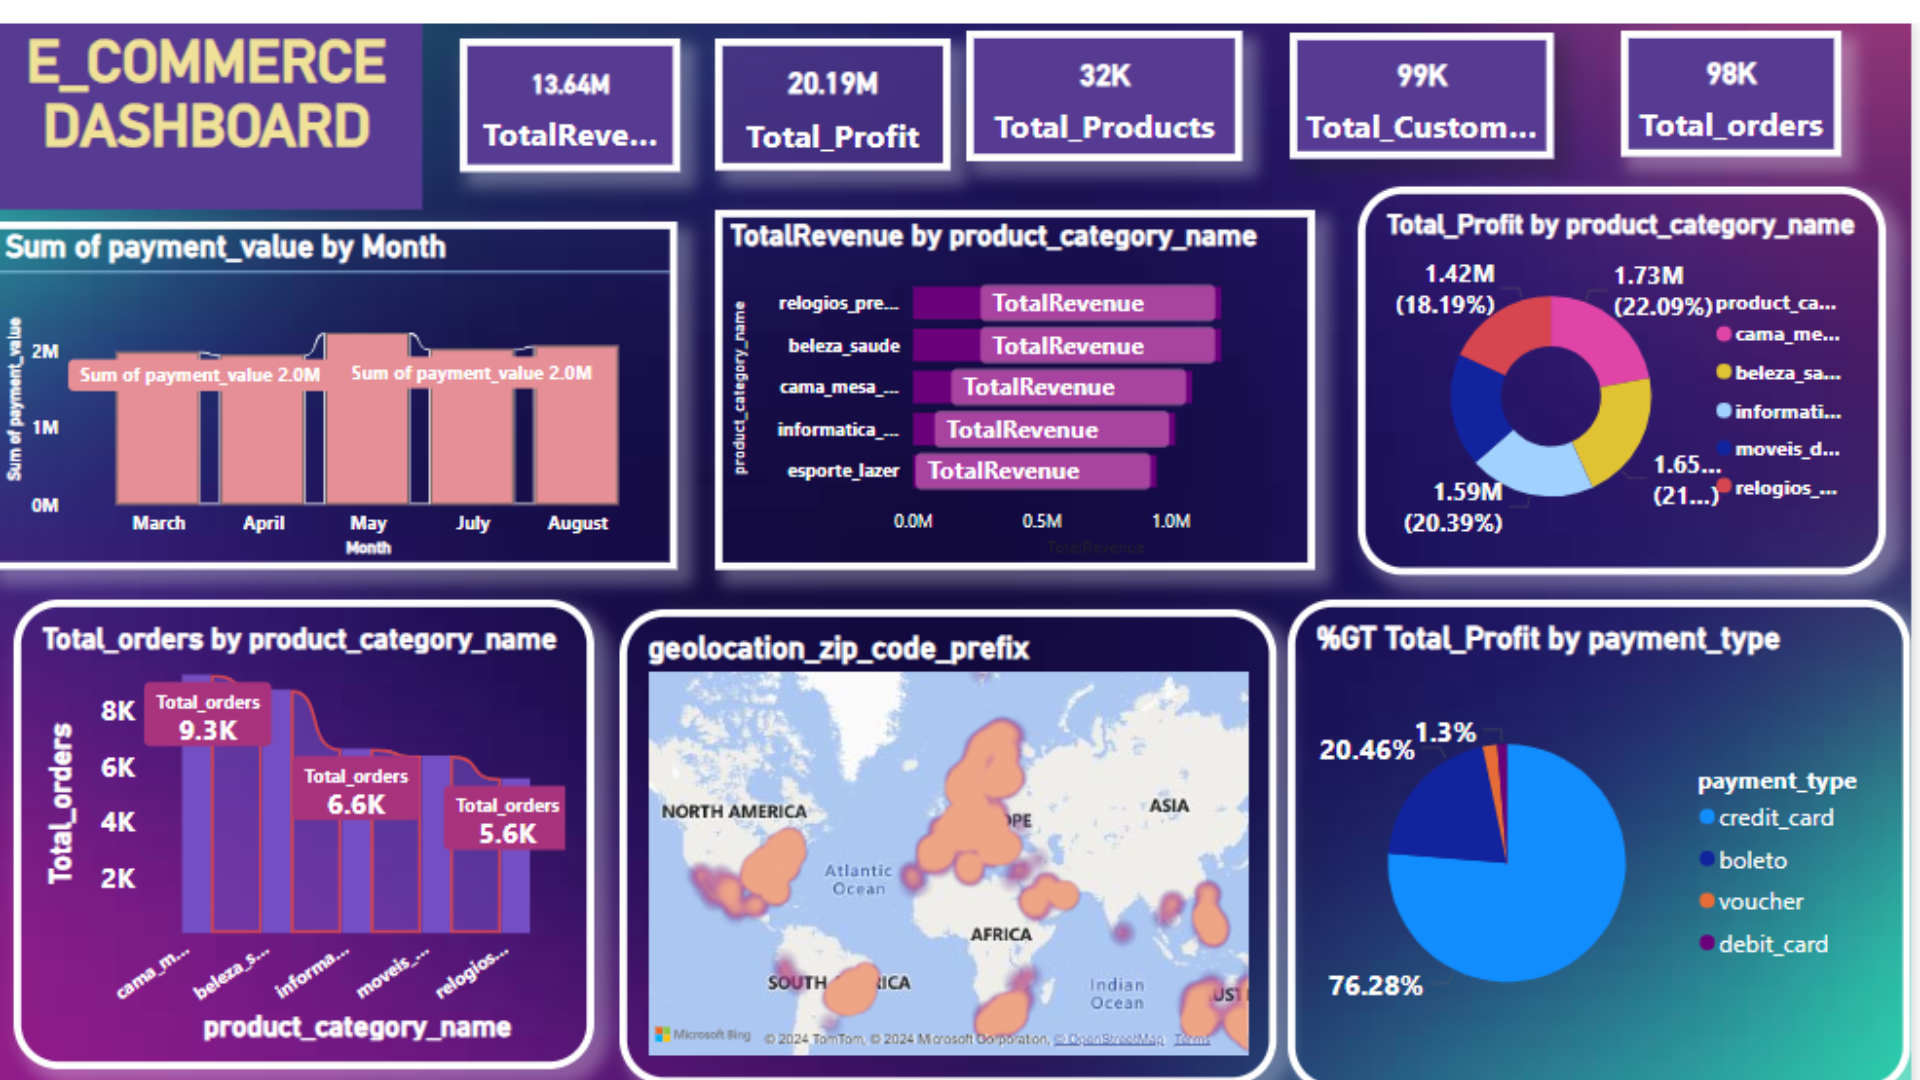 E_COMMERCE
DASHBOARD
13.64M
TotalReve...
20.19M
Total_Profit
32K
Total_Products
99K
Total_Custom...
98K
Total_orders
Sum of payment_value by Month
Sum of payment_value
2M
1M
0M
Sum of payment_value 2.0M
Sum of payment_value 2.0M
March
April
May
July
August
Month
TotalRevenue by product_category_name
product_category_name
relogios_pre...
TotalRevenue
beleza_saude
TotalRevenue
cama_mesa_...
TotalRevenue
informatica_...
TotalRevenue
esporte_lazer
TotalRevenue
0.0M
0.5M
1.0M
TotalRevenue
Total_Profit by product_category_name
1.42M
(18.19%)
1.73M
(22.09%)
1.65...
(21...)
1.59M
(20.39%)
product_ca...
cama_me...
beleza_sa...
informati...
moveis_d...
relogios_...
Total_orders by product_category_name
Total_orders
8K
6K
4K
2K
Total_orders
9.3K
Total_orders
6.6K
Total_orders
5.6K
cama_m...
beleza_s...
informa...
moveis_...
relogios...
product_category_name
geolocation_zip_code_prefix
NORTH AMERICA
OPE
ASIA
Atlantic
Ocean
AFRICA
SOUTH RICA
Indian
Ocean
UST
Microsoft Bing
© 2024 TomTom, © 2024 Microsoft Corporation, © OpenStreetMap Terms
%GT Total_Profit by payment_type
20.46%
1.3%
76.28%
payment_type
credit_card
boleto
voucher
debit_card